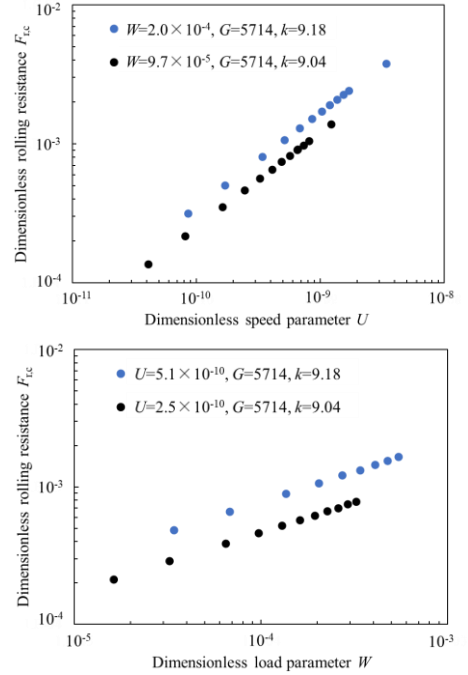 10⁻²
W=2.0×10⁻⁴, G=5714, k=9.18
W=9.7×10⁻⁵, G=5714, k=9.04
Dimensionless rolling resistance Fr,c
10⁻³
10⁻⁴
10⁻¹¹ 10⁻¹⁰ 10⁻⁹ 10⁻⁸
Dimensionless speed parameter U
10⁻²
U=5.1×10⁻¹⁰, G=5714, k=9.18
U=2.5×10⁻¹⁰, G=5714, k=9.04
Dimensionless rolling resistance Fr,c
10⁻³
10⁻⁴
10⁻⁵ 10⁻⁴ 10⁻³
Dimensionless load parameter W